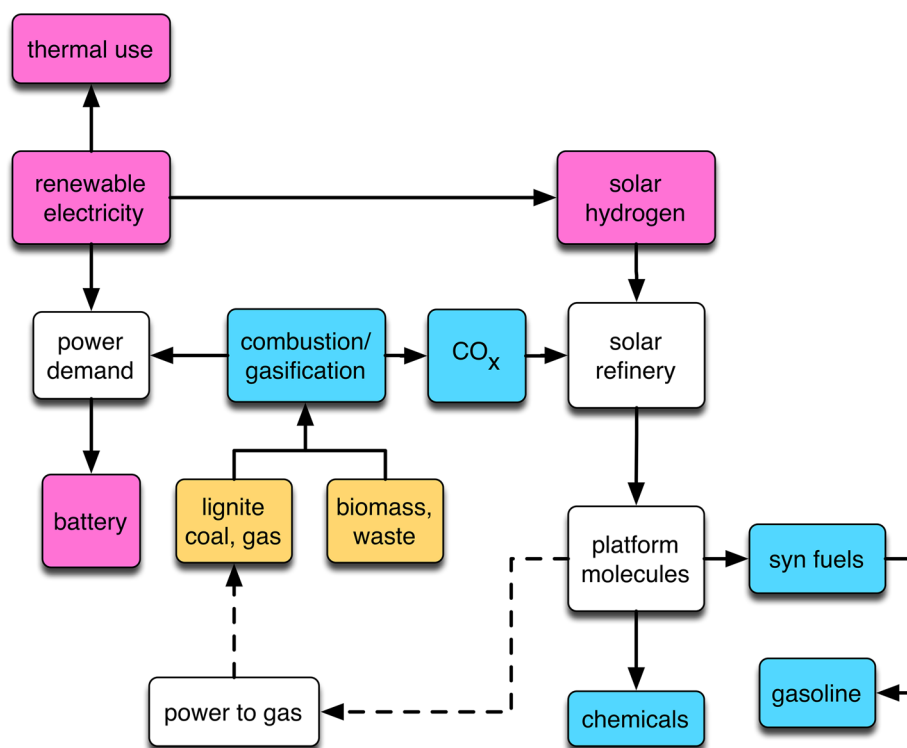 thermal use
renewable
electricity
solar
hydrogen
power
demand
combustion/
gasification
COx
solar
refinery
battery
lignite
coal, gas
biomass,
waste
platform
molecules
syn fuels
power to gas
chemicals
gasoline